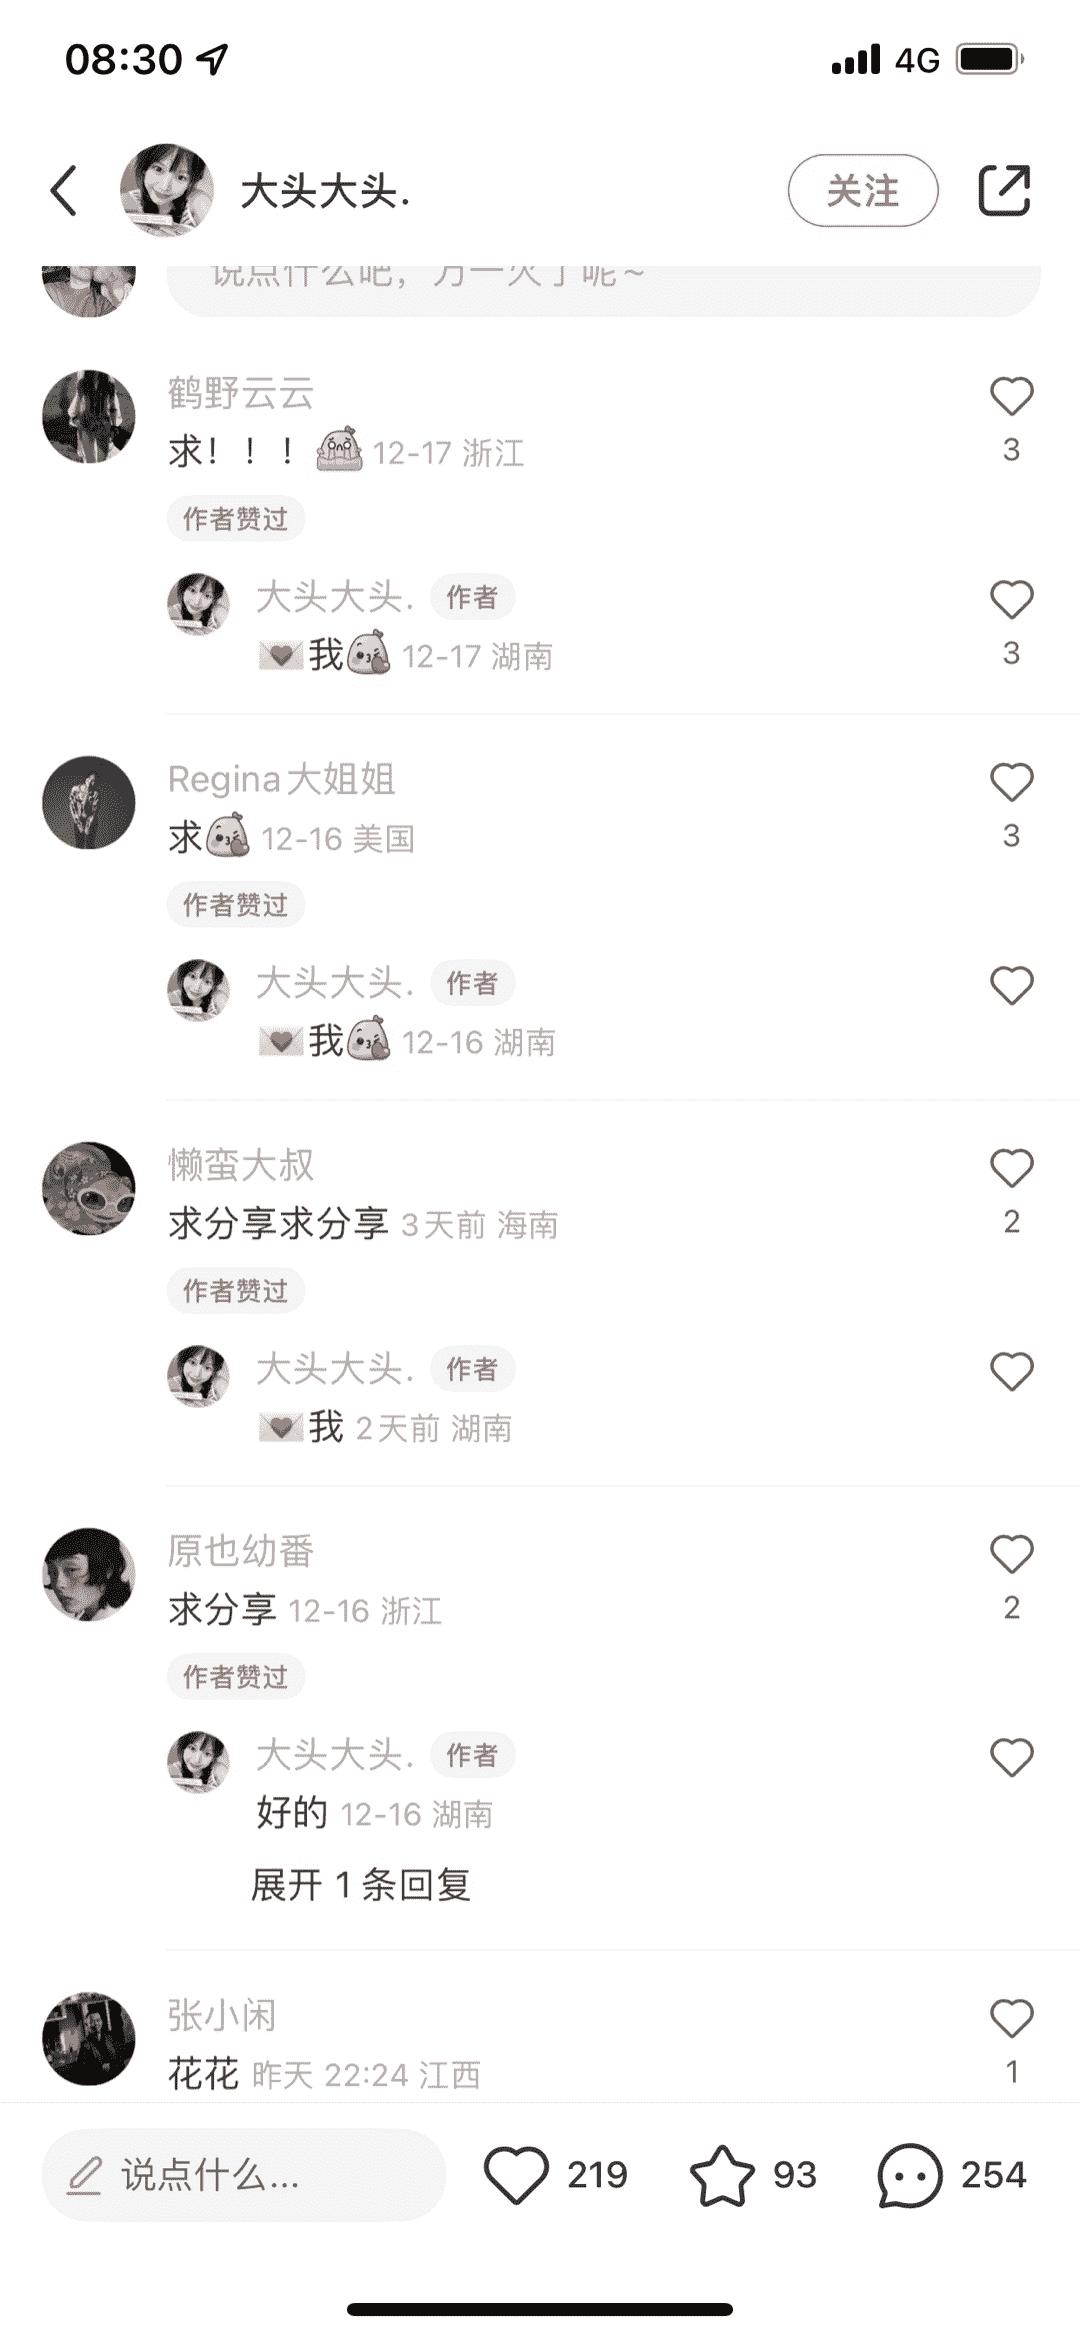 08:30
4G
大头大头.
关注
说点什么吧，万一火了呢~
鹤野云云
求！！！ 12-17 浙江
3
作者赞过
大头大头. 作者
我 12-17 湖南
3
Regina大姐姐
求 12-16 美国
3
作者赞过
大头大头. 作者
我 12-16 湖南
懒蛮大叔
求分享求分享 3天前 海南
2
作者赞过
大头大头. 作者
我 2天前 湖南
原也幼番
求分享 12-16 浙江
2
作者赞过
大头大头. 作者
好的 12-16 湖南
展开 1 条回复
张小闲
花花 昨天 22:24 江西
1
说点什么...
219
93
254